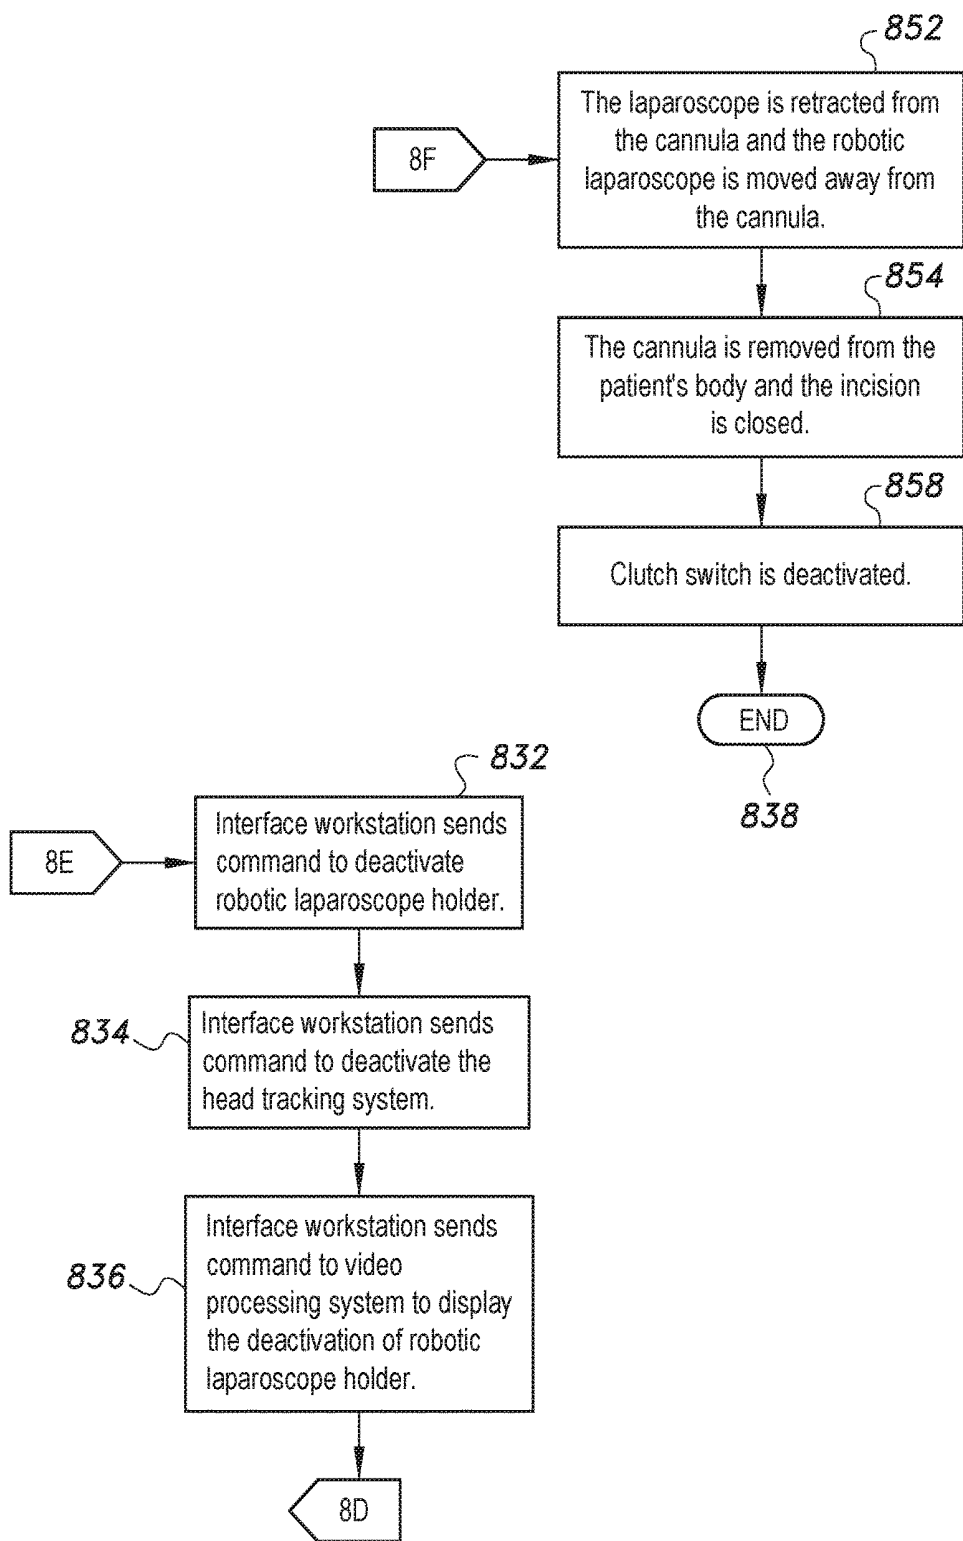 852
The laparoscope is retracted from
the cannula and the robotic
laparoscope is moved away from
the cannula.
8F
854
The cannula is removed from the
patient's body and the incision
is closed.
858
Clutch switch is deactivated.
END
838
832
Interface workstation sends
command to deactivate
robotic laparoscope holder.
8E
834
Interface workstation sends
command to deactivate the
head tracking system.
836
Interface workstation sends
command to video
processing system to display
the deactivation of robotic
laparoscope holder.
8D